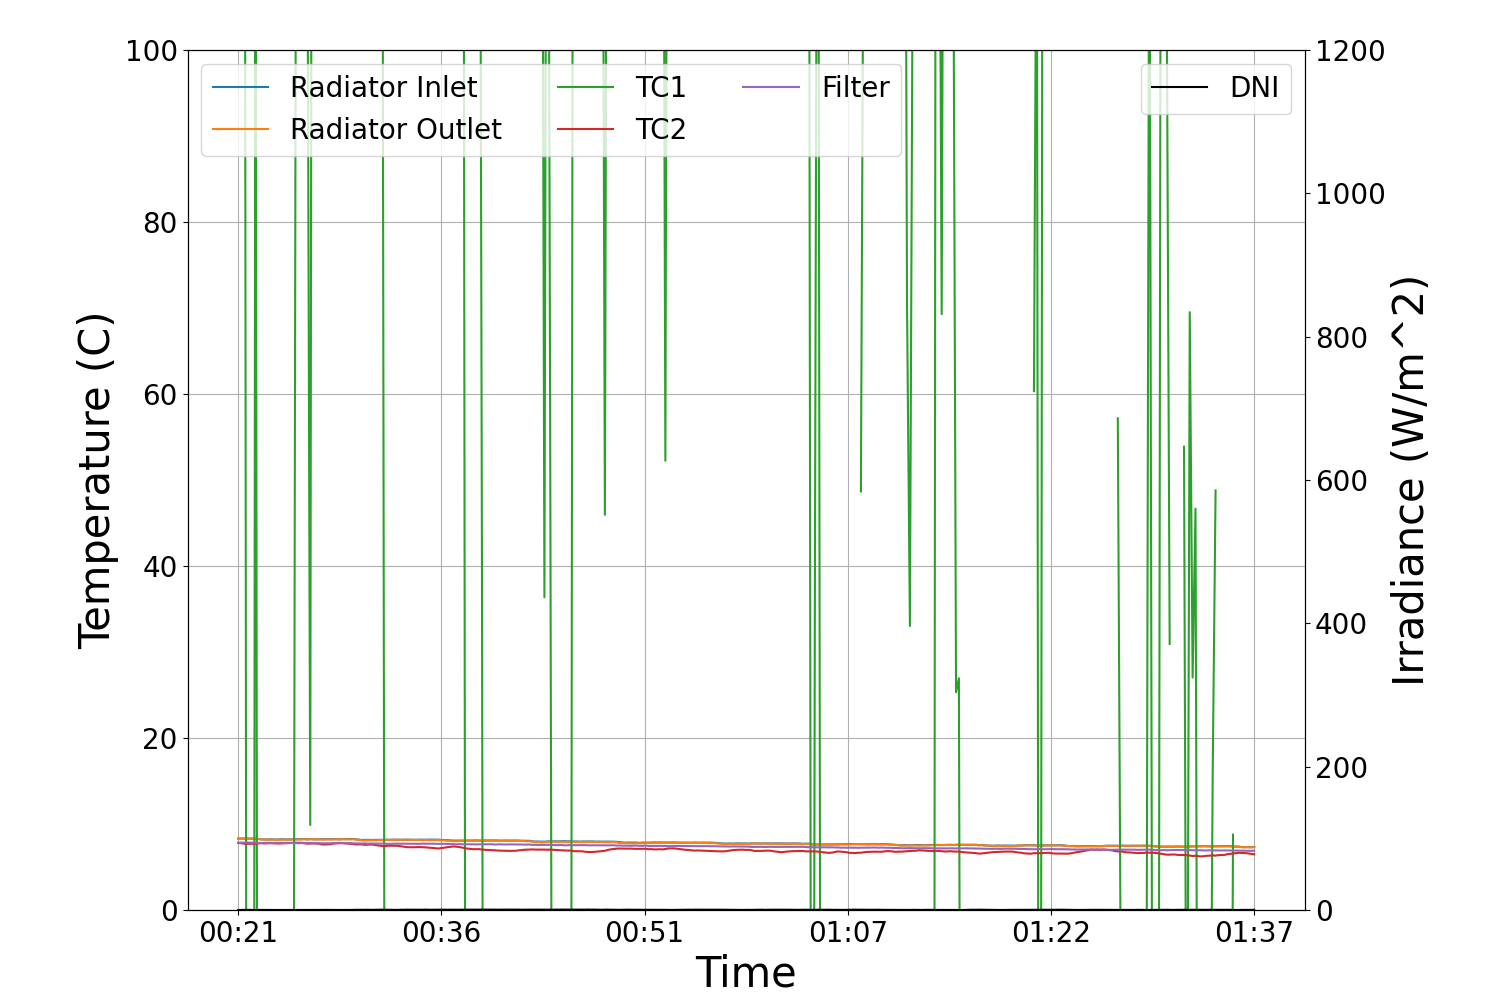 100
80
60
40
20
0
Temperature (C)
Radiator Inlet
Radiator Outlet
TC1
TC2
Filter
DNI
1200
1000
800
600
400
200
0
Irradiance (W/m^2)
00:21 00:36 00:51 01:07 01:22 01:37
Time